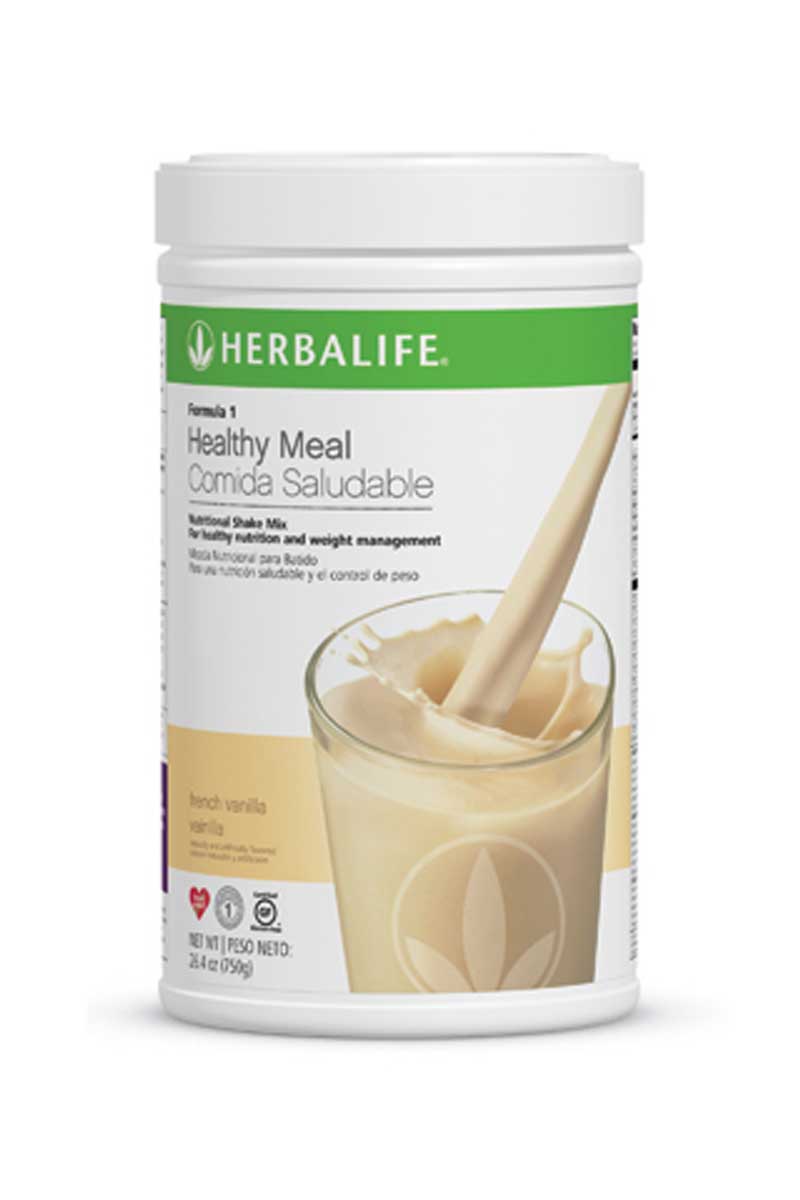 HERBALIFE®
Formula 1
Healthy Meal
Comida Saludable
Nutritional Shake Mix
For healthy nutrition and weight management
Mezcla Nutricional para Batido
Para una nutrición saludable y el control de peso
french vanilla
vainilla
1
GF
NET WT | PESO NETO:
26.4 oz (750g)